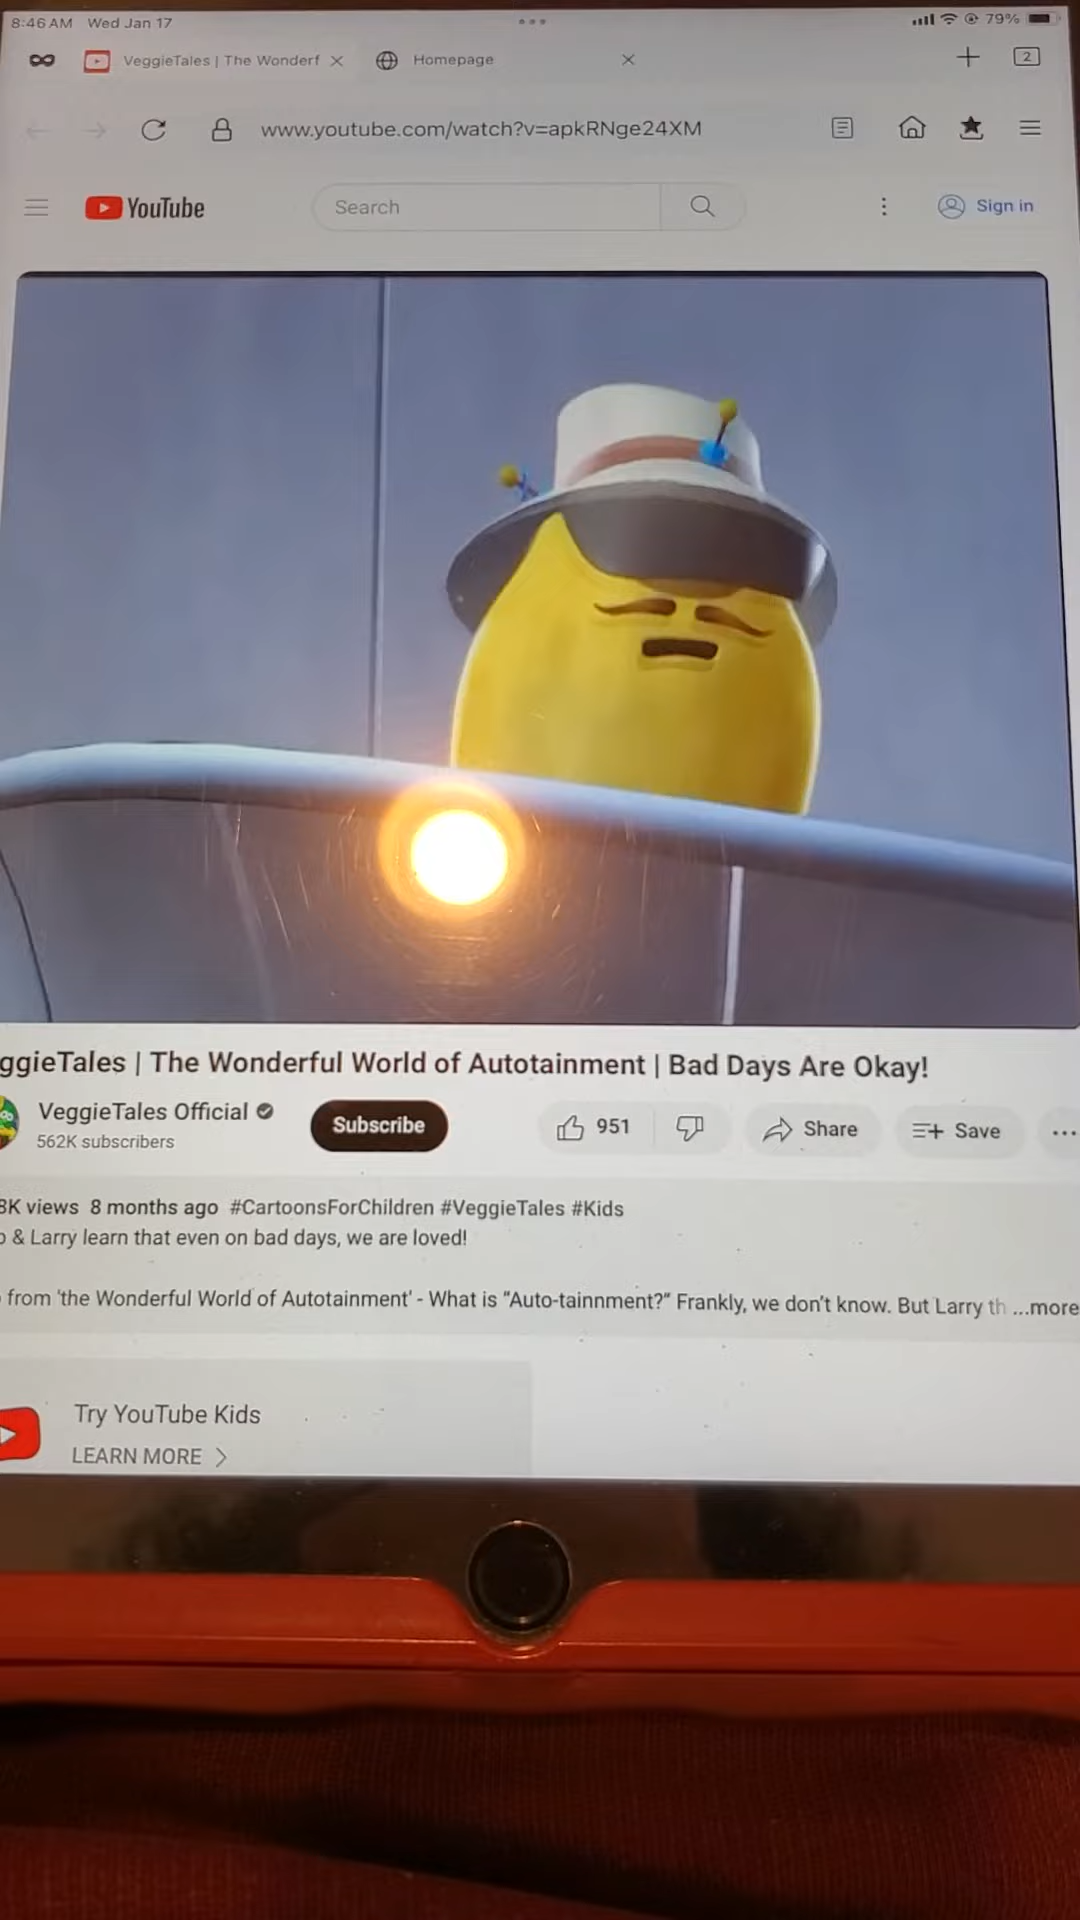 8:46 AM Wed Jan 17 79%
VeggieTales | The Wonderf Homepage 2
www.youtube.com/watch?v=apkRNge24XM
YouTube Search Sign in
ggieTales | The Wonderful World of Autotainment | Bad Days Are Okay!
VeggieTales Official
562K subscribers
Subscribe 951 Share Save
8K views 8 months ago #CartoonsForChildren #VeggieTales #Kids
& Larry learn that even on bad days, we are loved!
from 'the Wonderful World of Autotainment' - What is “Auto-tainnment?” Frankly, we don't know. But Larry th ...more
Try YouTube Kids
LEARN MORE